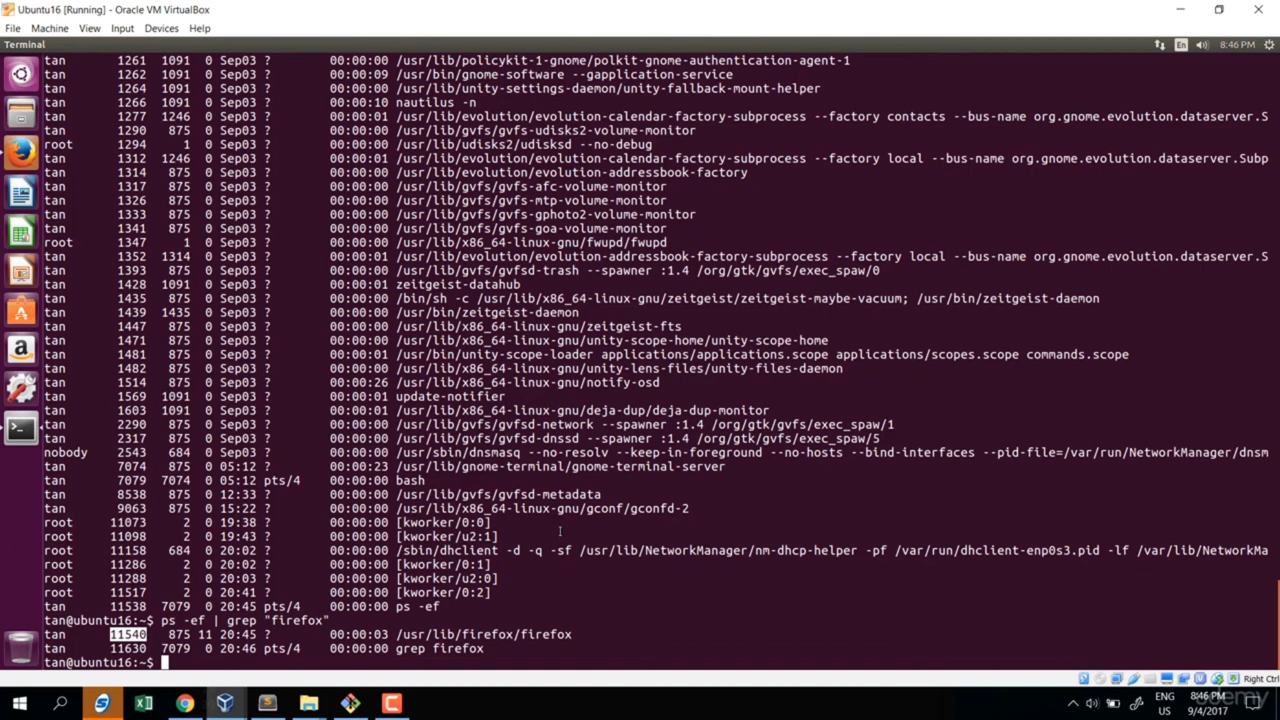 Ubuntu16 [Running] - Oracle VM VirtualBox
File Machine View Input Devices Help
Terminal En 8:46 PM
tan 1261 1091 0 Sep03 ? 00:00:00 /usr/lib/policykit-1-gnome/polkit-gnome-authentication-agent-1
tan 1262 1091 0 Sep03 ? 00:00:09 /usr/bin/gnome-software --gapplication-service
tan 1264 1091 0 Sep03 ? 00:00:00 /usr/lib/unity-settings-daemon/unity-fallback-mount-helper
tan 1266 1091 0 Sep03 ? 00:00:10 nautilus -n
tan 1277 1246 0 Sep03 ? 00:00:01 /usr/lib/evolution/evolution-calendar-factory-subprocess --factory contacts --bus-name org.gnome.evolution.dataserver.S
tan 1290 875 0 Sep03 ? 00:00:00 /usr/lib/gvfs/gvfs-udisks2-volume-monitor
root 1294 1 0 Sep03 ? 00:00:00 /usr/lib/udisks2/udisksd --no-debug
tan 1312 1246 0 Sep03 ? 00:00:01 /usr/lib/evolution/evolution-calendar-factory-subprocess --factory local --bus-name org.gnome.evolution.dataserver.Subp
tan 1314 875 0 Sep03 ? 00:00:00 /usr/lib/evolution/evolution-addressbook-factory
tan 1317 875 0 Sep03 ? 00:00:00 /usr/lib/gvfs/gvfs-afc-volume-monitor
tan 1326 875 0 Sep03 ? 00:00:00 /usr/lib/gvfs/gvfs-mtp-volume-monitor
tan 1333 875 0 Sep03 ? 00:00:00 /usr/lib/gvfs/gvfs-gphoto2-volume-monitor
tan 1341 875 0 Sep03 ? 00:00:00 /usr/lib/gvfs/gvfs-goa-volume-monitor
root 1347 1 0 Sep03 ? 00:00:00 /usr/lib/x86_64-linux-gnu/fwupd/fwupd
tan 1352 1314 0 Sep03 ? 00:00:01 /usr/lib/evolution/evolution-addressbook-factory-subprocess --factory local --bus-name org.gnome.evolution.dataserver.S
tan 1393 875 0 Sep03 ? 00:00:00 /usr/lib/gvfs/gvfsd-trash --spawner :1.4 /org/gtk/gvfs/exec_spaw/0
tan 1428 1091 0 Sep03 ? 00:00:01 zeitgeist-datahub
tan 1435 875 0 Sep03 ? 00:00:00 /bin/sh -c /usr/lib/x86_64-linux-gnu/zeitgeist/zeitgeist-maybe-vacuum; /usr/bin/zeitgeist-daemon
tan 1439 1435 0 Sep03 ? 00:00:00 /usr/bin/zeitgeist-daemon
tan 1447 875 0 Sep03 ? 00:00:00 /usr/lib/x86_64-linux-gnu/zeitgeist-fts
tan 1471 875 0 Sep03 ? 00:00:00 /usr/lib/x86_64-linux-gnu/unity-scope-home/unity-scope-home
tan 1481 875 0 Sep03 ? 00:00:01 /usr/bin/unity-scope-loader applications/applications.scope applications/scopes.scope commands.scope
tan 1482 875 0 Sep03 ? 00:00:00 /usr/lib/x86_64-linux-gnu/unity-lens-files/unity-files-daemon
tan 1514 875 0 Sep03 ? 00:00:26 /usr/lib/x86_64-linux-gnu/notify-osd
tan 1569 1091 0 Sep03 ? 00:00:01 update-notifier
tan 1603 1091 0 Sep03 ? 00:00:00 /usr/lib/x86_64-linux-gnu/deja-dup/deja-dup-monitor
tan 2290 875 0 Sep03 ? 00:00:00 /usr/lib/gvfs/gvfsd-network --spawner :1.4 /org/gtk/gvfs/exec_spaw/1
tan 2317 875 0 Sep03 ? 00:00:00 /usr/lib/gvfs/gvfsd-dnssd --spawner :1.4 /org/gtk/gvfs/exec_spaw/5
nobody 2543 684 0 Sep03 ? 00:00:00 /usr/sbin/dnsmasq --no-resolv --keep-in-foreground --no-hosts --bind-interfaces --pid-file=/var/run/NetworkManager/dnsm
tan 7074 875 0 05:12 ? 00:00:23 /usr/lib/gnome-terminal/gnome-terminal-server
tan 7079 7074 0 05:12 pts/4 00:00:00 bash
tan 8538 875 0 12:33 ? 00:00:00 /usr/lib/gvfs/gvfsd-metadata
tan 9063 875 0 15:22 ? 00:00:00 /usr/lib/x86_64-linux-gnu/gconf/gconfd-2
root 11073 2 0 19:38 ? 00:00:00 [kworker/0:0]
root 11098 2 0 19:43 ? 00:00:00 [kworker/u2:1]
root 11158 684 0 20:02 ? 00:00:00 /sbin/dhclient -d -q -sf /usr/lib/NetworkManager/nm-dhcp-helper -pf /var/run/dhclient-enp0s3.pid -lf /var/lib/NetworkMa
root 11286 2 0 20:02 ? 00:00:00 [kworker/0:1]
root 11288 2 0 20:03 ? 00:00:00 [kworker/u2:0]
root 11517 2 0 20:41 ? 00:00:00 [kworker/0:2]
tan 11538 7079 0 20:45 pts/4 00:00:00 ps -ef
tan@ubuntu16:~$ ps -ef | grep "firefox"
tan 11540 875 11 20:45 ? 00:00:03 /usr/lib/firefox/firefox
tan 11630 7079 0 20:46 pts/4 00:00:00 grep firefox
tan@ubuntu16:~$
Right Ctrl
ENG 8:46 PM
US 9/4/2017
udemy